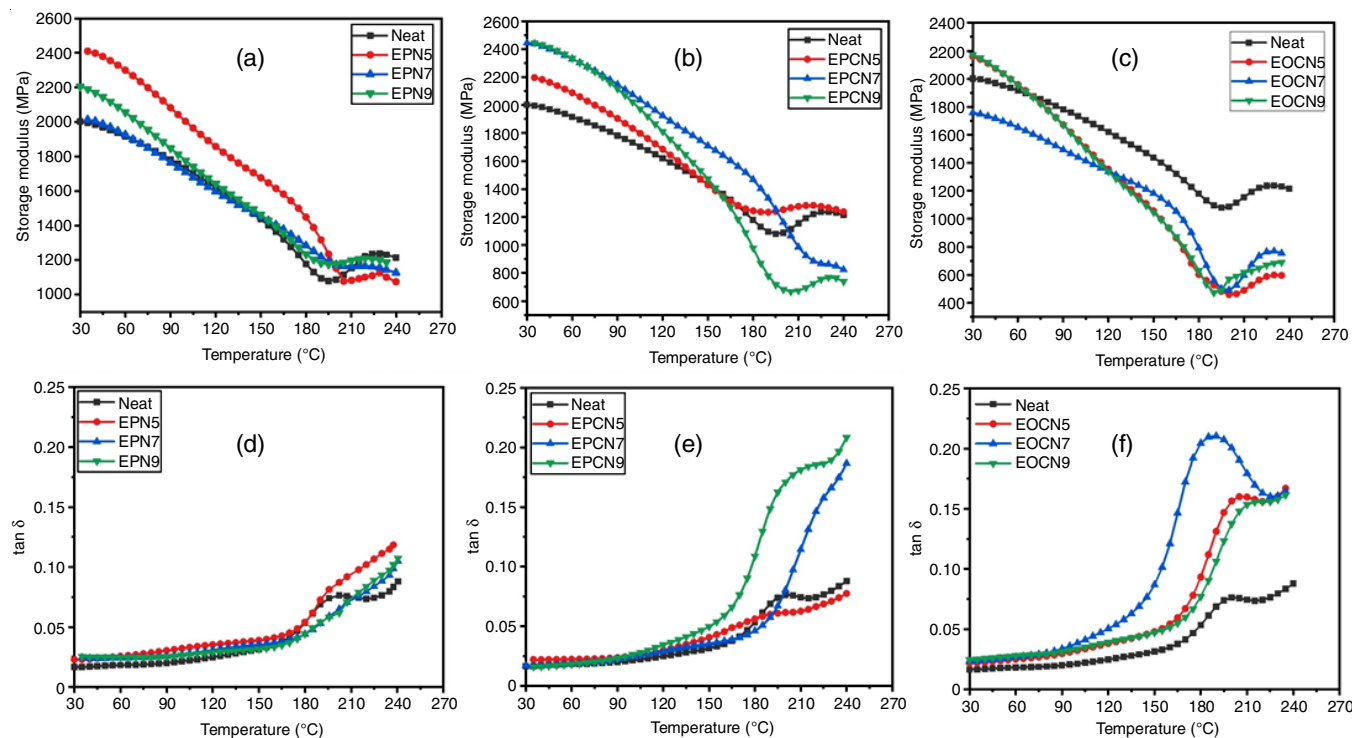 2600
2400
2200
2000
1800
1600
1400
1200
1000
Storage modulus (MPa)
(a)
Neat
EPN5
EPN7
EPN9
30 60 90 120 150 180 210 240 270
Temperature (°C)
2600
2400
2200
2000
1800
1600
1400
1200
1000
800
600
Storage modulus (MPa)
(b)
Neat
EPCN5
EPCN7
EPCN9
30 60 90 120 150 180 210 240 270
Temperature (°C)
2400
2200
2000
1800
1600
1400
1200
1000
800
600
400
Storage modulus (MPa)
(c)
Neat
EOCN5
EOCN7
EOCN9
30 60 90 120 150 180 210 240 270
Temperature (°C)
0.25
0.20
0.15
0.10
0.05
0
tan δ
Neat
EPN5
EPN7
EPN9
(d)
30 60 90 120 150 180 210 240 270
Temperature (°C)
0.25
0.20
0.15
0.10
0.05
0
tan δ
Neat
EPCN5
EPCN7
EPCN9
(e)
30 60 90 120 150 180 210 240 270
Temperature (°C)
0.25
0.20
0.15
0.10
0.05
0
tan δ
Neat
EOCN5
EOCN7
EOCN9
(f)
30 60 90 120 150 180 210 240 270
Temperature (°C)